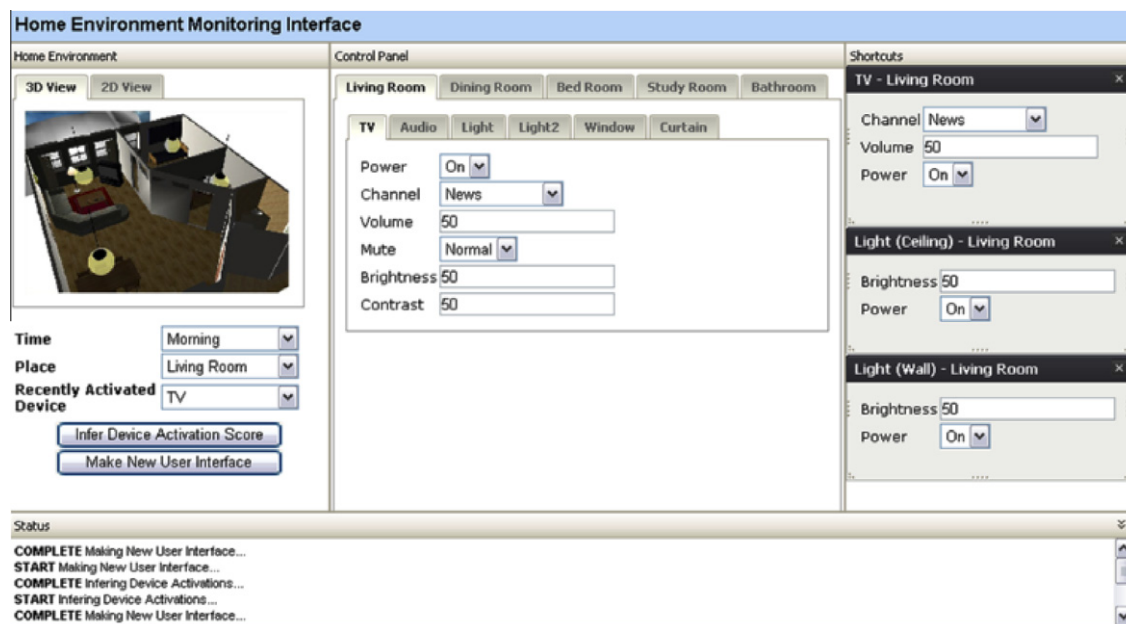 Home Environment Monitoring Interface
Home Environment
3D View 2D View
Time Morning
Place Living Room
Recently Activated Device TV
Infer Device Activation Score
Make New User Interface
Control Panel
Living Room Dining Room Bed Room Study Room Bathroom
TV Audio Light Light2 Window Curtain
Power On
Channel News
Volume 50
Mute Normal
Brightness 50
Contrast 50
Shortcuts
TV - Living Room
Channel News
Volume 50
Power On
Light (Ceiling) - Living Room
Brightness 50
Power On
Light (Wall) - Living Room
Brightness 50
Power On
Status
COMPLETE Making New User Interface...
START Making New User Interface...
COMPLETE Infering Device Activations...
START Infering Device Activations...
COMPLETE Making New User Interface...